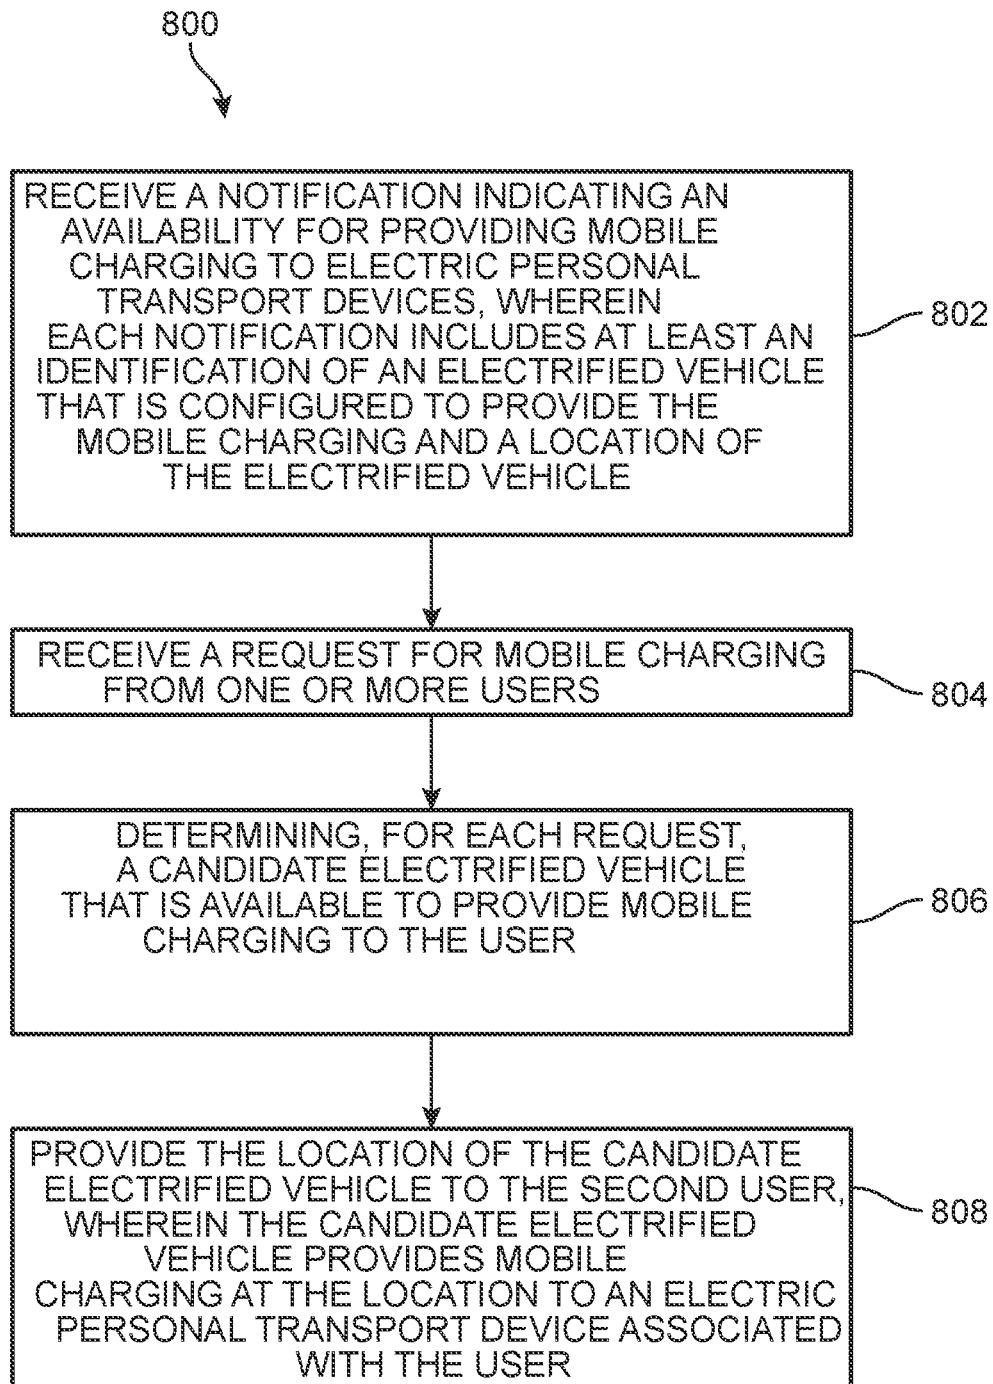 800
RECEIVE A NOTIFICATION INDICATING AN
AVAILABILITY FOR PROVIDING MOBILE
CHARGING TO ELECTRIC PERSONAL
TRANSPORT DEVICES, WHEREIN
EACH NOTIFICATION INCLUDES AT LEAST AN
IDENTIFICATION OF AN ELECTRIFIED VEHICLE
THAT IS CONFIGURED TO PROVIDE THE
MOBILE CHARGING AND A LOCATION OF
THE ELECTRIFIED VEHICLE
802
RECEIVE A REQUEST FOR MOBILE CHARGING
FROM ONE OR MORE USERS
804
DETERMINING, FOR EACH REQUEST,
A CANDIDATE ELECTRIFIED VEHICLE
THAT IS AVAILABLE TO PROVIDE MOBILE
CHARGING TO THE USER
806
PROVIDE THE LOCATION OF THE CANDIDATE
ELECTRIFIED VEHICLE TO THE SECOND USER,
WHEREIN THE CANDIDATE ELECTRIFIED
VEHICLE PROVIDES MOBILE
CHARGING AT THE LOCATION TO AN ELECTRIC
PERSONAL TRANSPORT DEVICE ASSOCIATED
WITH THE USER
808